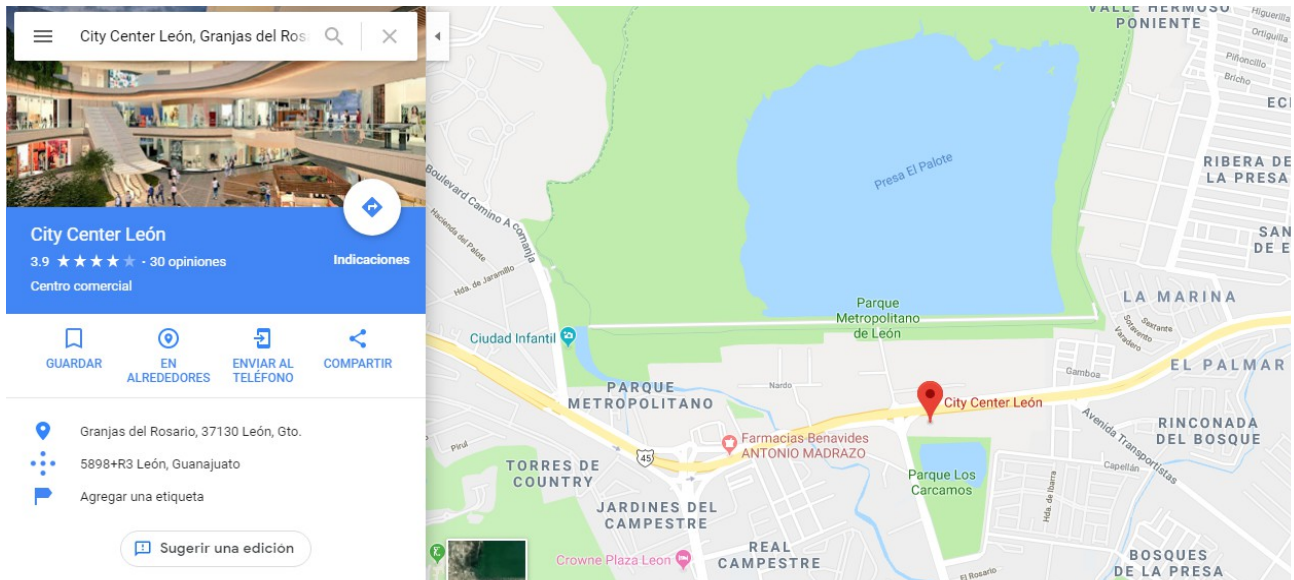 City Center León, Granjas del Ros
City Center León
3.9 ★★★★★ - 30 opiniones
Indicaciones
Centro comercial
GUARDAR
EN ALREDEDORES
ENVIAR AL TELÉFONO
COMPARTIR
Granjas del Rosario, 37130 León, Gto.
5898+R3 León, Guanajuato
Agregar una etiqueta
Sugerir una edición
VALLE HERMOSO
PONIENTE
Higuerilla
Ortiguilla
Piñoncillo
Bricho
EC
Presa El Palote
RIBERA DE
LA PRESA
Boulevard Camino A Comanja
Hacienda del Palote
Hda. de Jaramillo
SAN
DE E
LA MARINA
Parque
Metropolitano
de León
Sextante
Sotavento
Varadero
Ciudad Infantil
EL PALMAR
Gamboa
PARQUE
METROPOLITANO
Nardo
City Center León
Avenida Transportistas
RINCONADA
DEL BOSQUE
Pirul
45
Farmacias Benavides
ANTONIO MADRAZO
TORRES DE
COUNTRY
Parque Los
Carcamos
Capellán
Hda. de Ibarra
JARDINES DEL
CAMPESTRE
Crowne Plaza Leon
REAL
CAMPESTRE
El Rosario
BOSQUES
DE LA PRESA